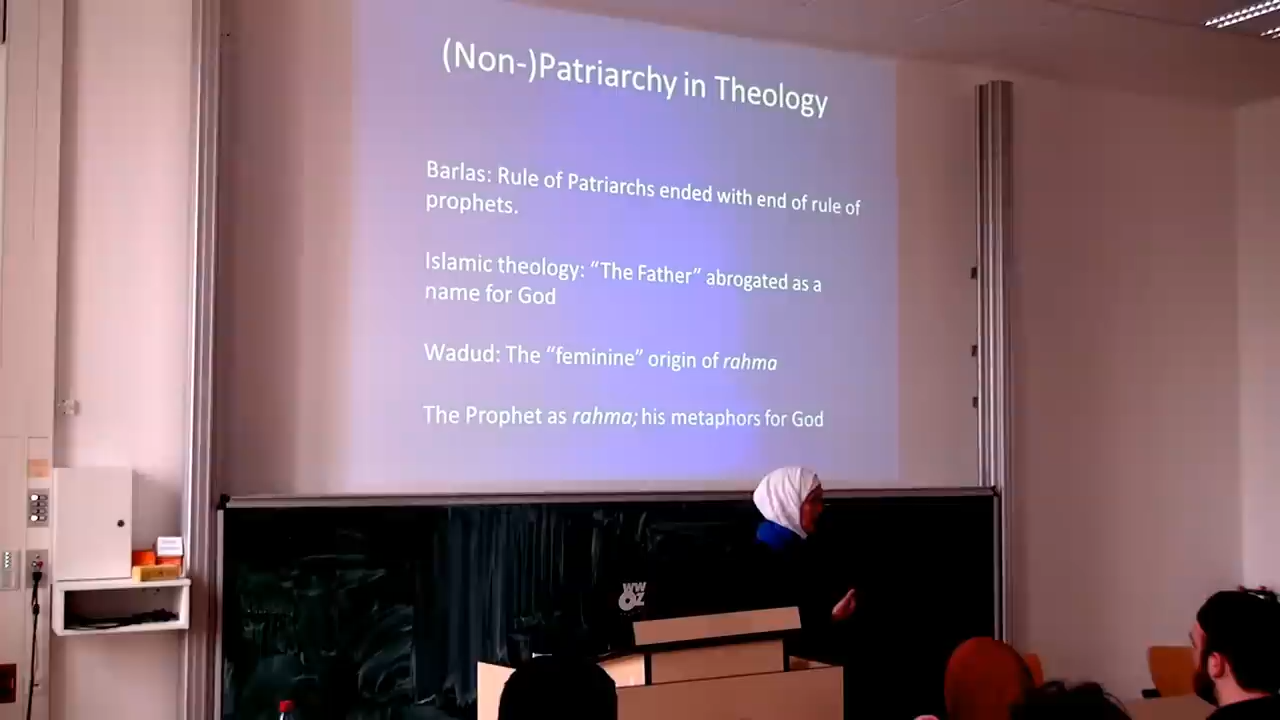 (Non-)Patriarchy in Theology
Barlas: Rule of Patriarchs ended with end of rule of
prophets.
Islamic theology: “The Father” abrogated as a
name for God
Wadud: The “feminine” origin of rahma
The Prophet as rahma; his metaphors for God
WW
OZ